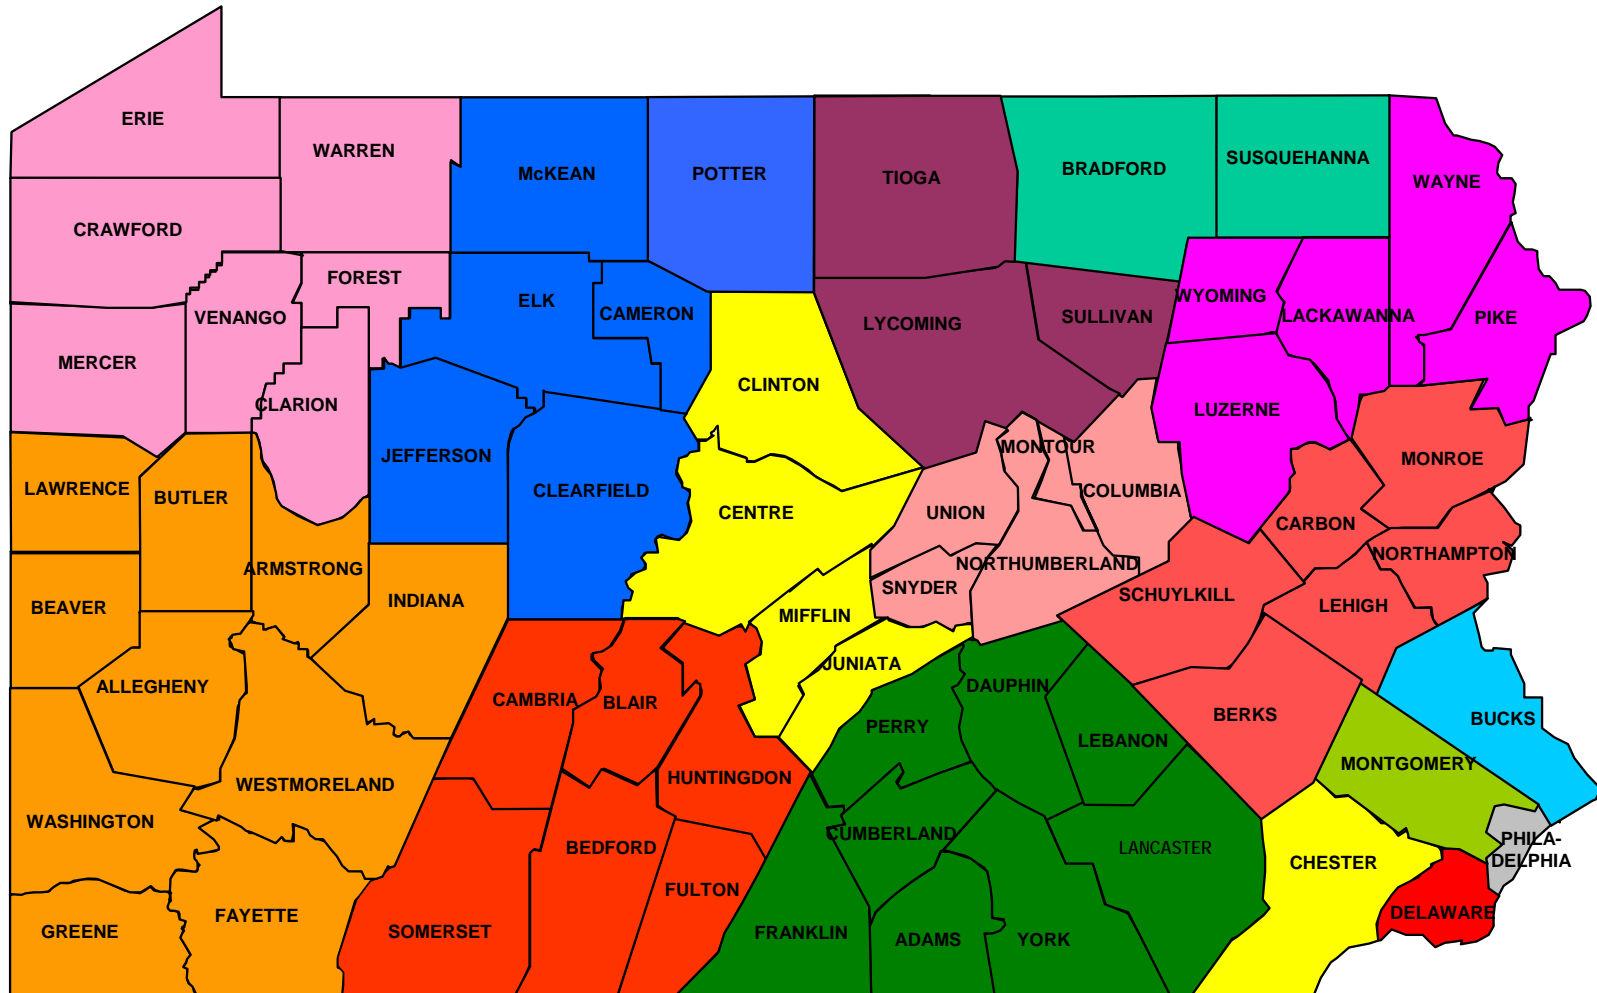 ERIE
WARREN
McKEAN
POTTER
TIOGA
BRADFORD
SUSQUEHANNA
WAYNE
CRAWFORD
FOREST
VENANGO
ELK
CAMERON
LYCOMING
SULLIVAN
WYOMING
LACKAWANNA
PIKE
MERCER
CLARION
CLINTON
LUZERNE
JEFFERSON
MONTOUR
MONROE
LAWRENCE
BUTLER
CLEARFIELD
CENTRE
UNION
COLUMBIA
CARBON
NORTHAMPTON
ARMSTRONG
BEAVER
INDIANA
MIFFLIN
SNYDER
NORTHUMBERLAND
SCHUYLKILL
LEHIGH
ALLEGHENY
CAMBRIA
BLAIR
JUNIATA
DAUPHIN
PERRY
LEBANON
BERKS
BUCKS
WESTMORELAND
HUNTINGDON
MONTGOMERY
WASHINGTON
BEDFORD
CUMBERLAND
LANCASTER
CHESTER
PHILA-
DELPHIA
GREENE
FAYETTE
SOMERSET
FULTON
FRANKLIN
ADAMS
YORK
DELAWARE